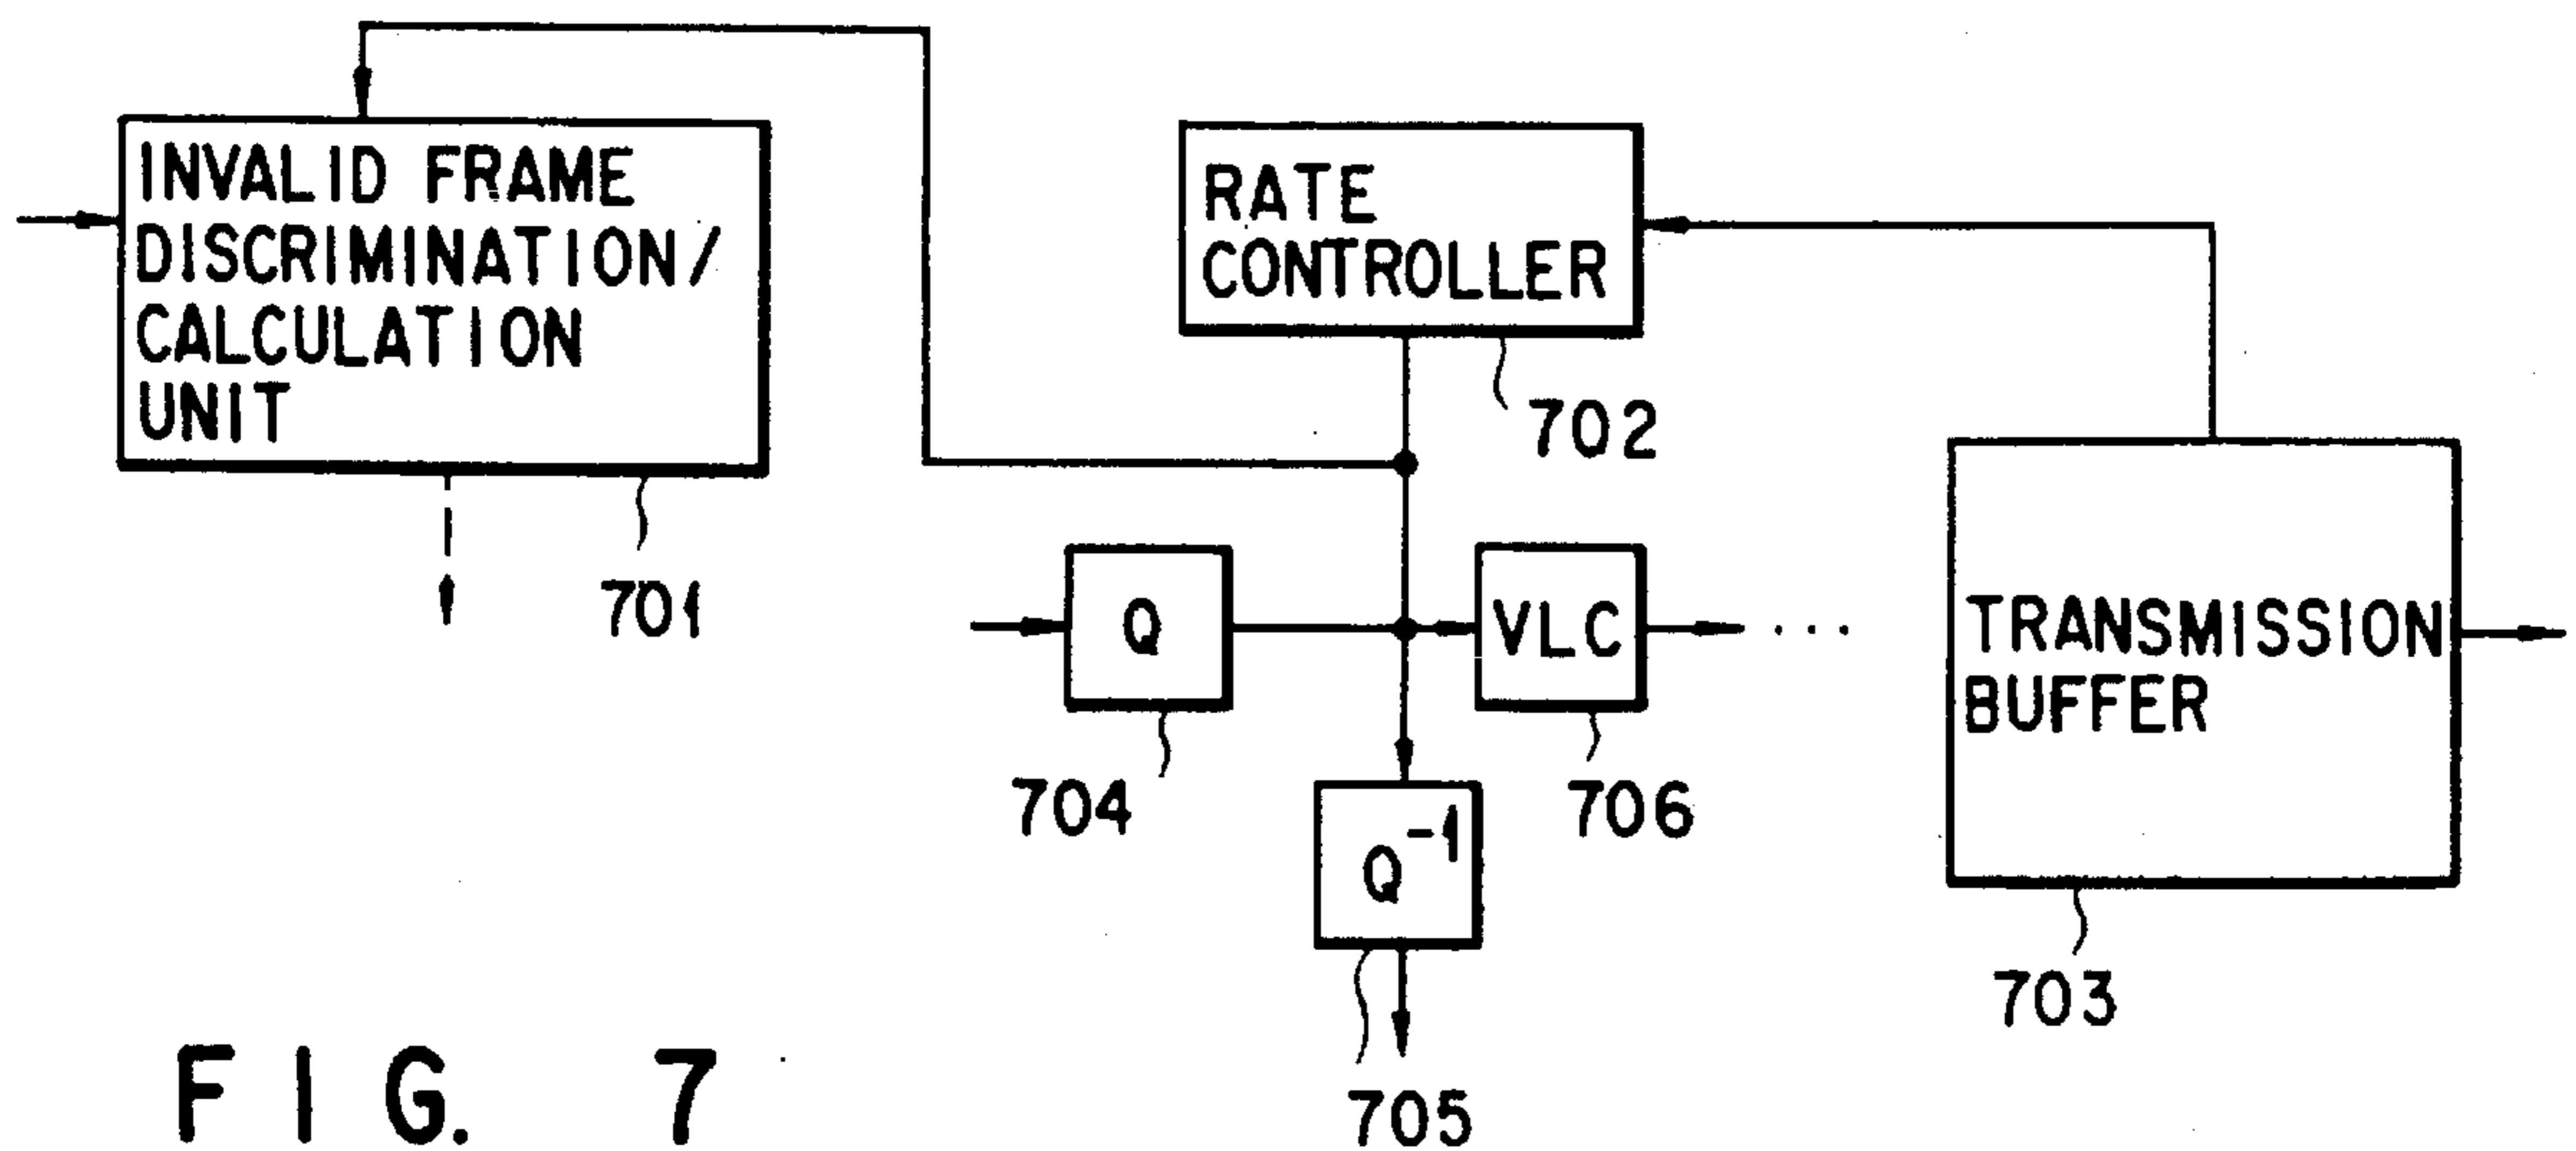 INVALID FRAME
DISCRIMINATION/
CALCULATION
UNIT
701
RATE
CONTROLLER
702
Q
704
VLC
706
. . .
Q⁻¹
705
TRANSMISSION
BUFFER
703
FIG. 7